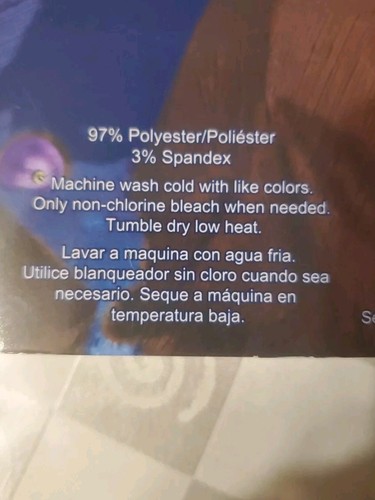 97% Polyester/Poliéster
3% Spandex
Machine wash cold with like colors.
Only non-chlorine bleach when needed.
Tumble dry low heat.
Lavar a maquina con agua fria.
Utilice blanqueador sin cloro cuando sea
necesario. Seque a máquina en
temperatura baja.